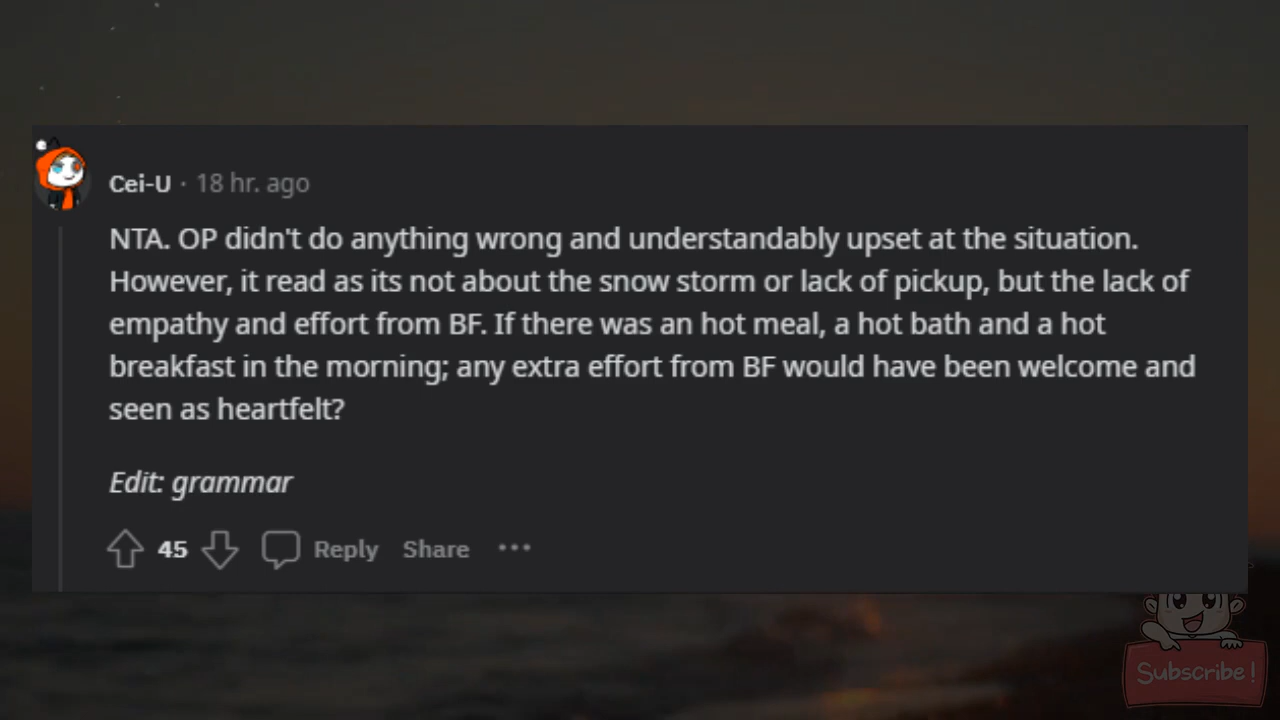 Cei-U · 18 hr. ago
NTA. OP didn't do anything wrong and understandably upset at the situation.
However, it read as its not about the snow storm or lack of pickup, but the lack of
empathy and effort from BF. If there was an hot meal, a hot bath and a hot
breakfast in the morning; any extra effort from BF would have been welcome and
seen as heartfelt?
Edit: grammar
45 Reply Share ···
Subscribe!